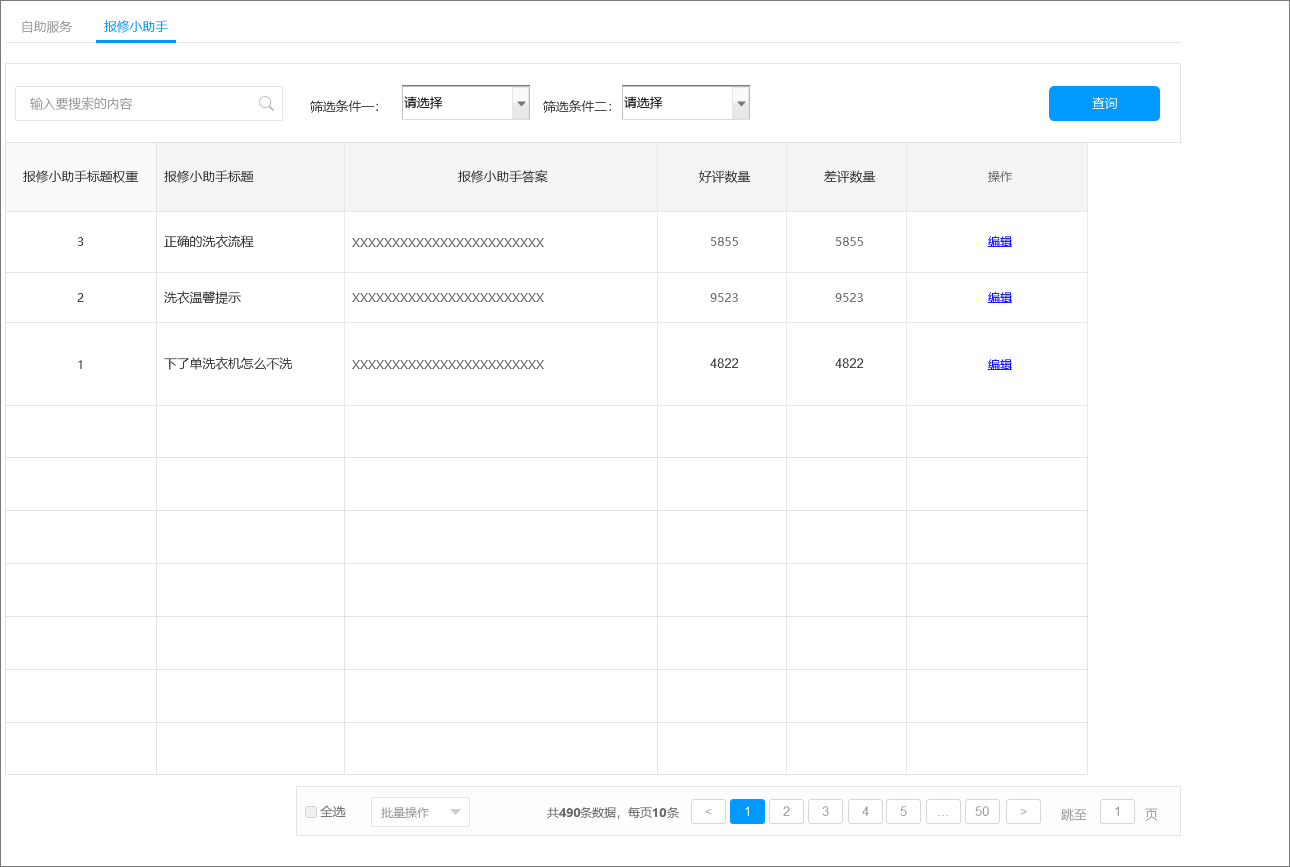 自助服务 报修小助手
输入要搜索的内容 筛选条件一： 请选择 筛选条件二： 请选择 查询
报修小助手标题权重 报修小助手标题 报修小助手答案 好评数量 差评数量 操作
3 正确的洗衣流程 XXXXXXXXXXXXXXXXXXXXXXXX 5855 5855 编辑
2 洗衣温馨提示 XXXXXXXXXXXXXXXXXXXXXXXX 9523 9523 编辑
1 下了单洗衣机怎么不洗 XXXXXXXXXXXXXXXXXXXXXXXX 4822 4822 编辑
全选 批量操作 共490条数据，每页10条 < 1 2 3 4 5 ... 50 > 跳至 1 页